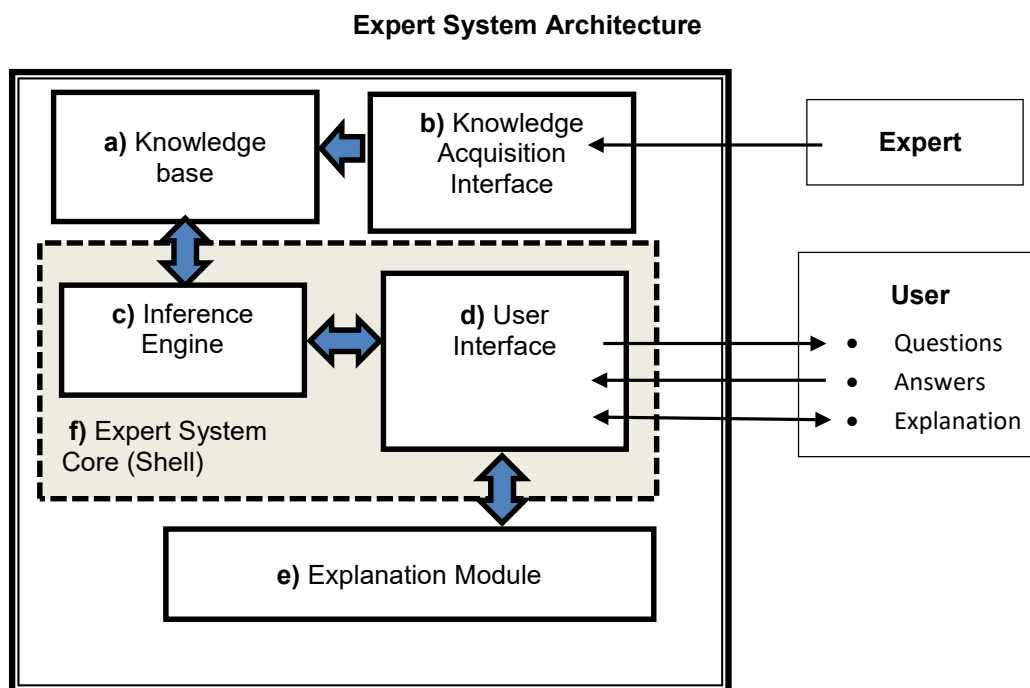 Expert System Architecture
a) Knowledge
base
b) Knowledge
Acquisition
Interface
Expert
c) Inference
Engine
d) User
Interface
f) Expert System
Core (Shell)
User
• Questions
• Answers
• Explanation
e) Explanation Module